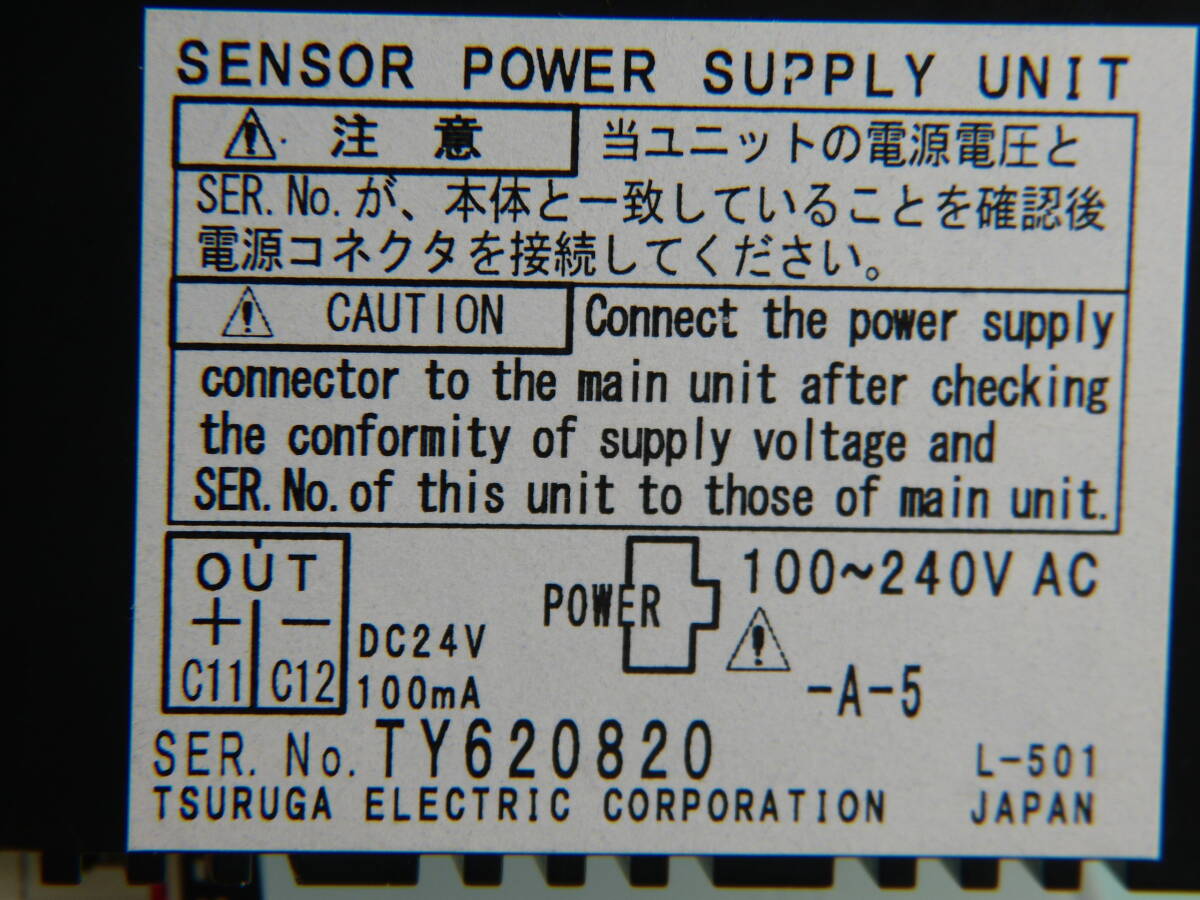 SENSOR POWER SUPPLY UNIT
注意 当ユニットの電源電圧と
SER.No.が、本体と一致していることを確認後
電源コネクタを接続してください。
CAUTION Connect the power supply
connector to the main unit after checking
the conformity of supply voltage and
SER.No.of this unit to those of main unit.
OUT
+ −
C11 C12
DC24V
100mA
POWER
100~240V AC
-A-5
SER. No. TY620820
L-501
TSURUGA ELECTRIC CORPORATION
JAPAN